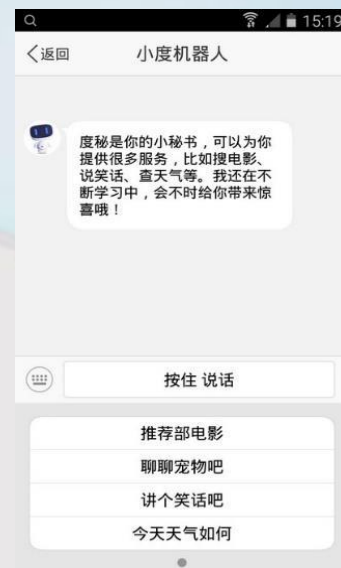 15:19
返回
小度机器人
度秘是你的小秘书，可以为你
提供很多服务，比如搜电影、
说笑话、查天气等。我还在不
断学习中，会不时给你带来惊
喜哦！
按住 说话
推荐部电影
聊聊宠物吧
讲个笑话吧
今天天气如何